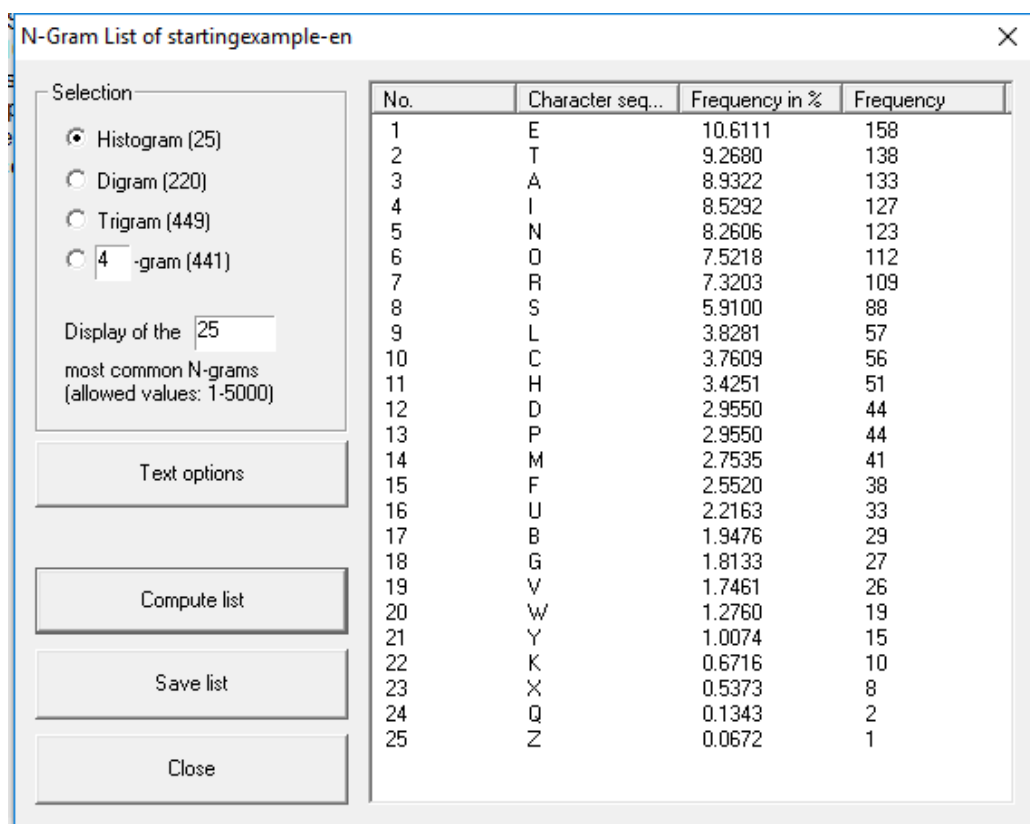 N-Gram List of startingexample-en
Selection
Histogram (25)
Digram (220)
Trigram (449)
4 -gram (441)
Display of the 25
most common N-grams
(allowed values: 1-5000)
Text options
Compute list
Save list
Close
No. Character seq... Frequency in % Frequency
1 E 10.6111 158
2 T 9.2680 138
3 A 8.9322 133
4 I 8.5292 127
5 N 8.2606 123
6 O 7.5218 112
7 R 7.3203 109
8 S 5.9100 88
9 L 3.8281 57
10 C 3.7609 56
11 H 3.4251 51
12 D 2.9550 44
13 P 2.9550 44
14 M 2.7535 41
15 F 2.5520 38
16 U 2.2163 33
17 B 1.9476 29
18 G 1.8133 27
19 V 1.7461 26
20 W 1.2760 19
21 Y 1.0074 15
22 K 0.6716 10
23 X 0.5373 8
24 Q 0.1343 2
25 Z 0.0672 1